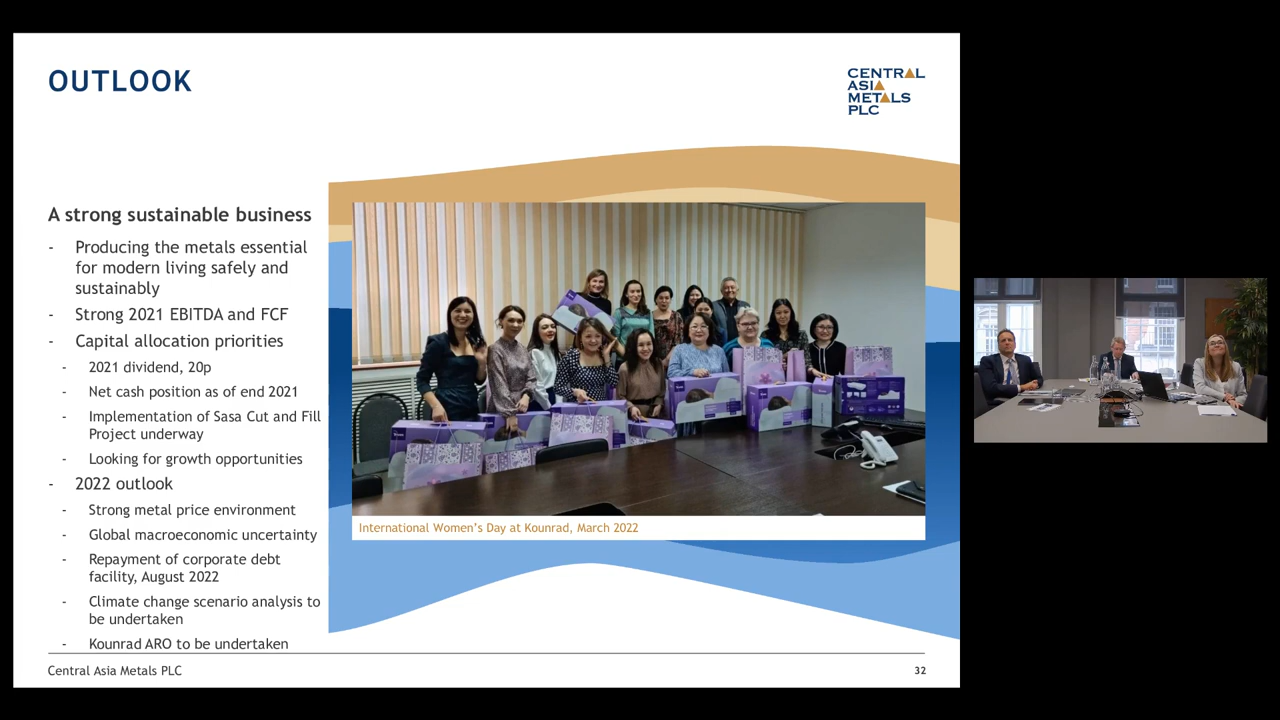 OUTLOOK
CENTRAL
ASIA
METALS
PLC
A strong sustainable business
- Producing the metals essential
for modern living safely and
sustainably
- Strong 2021 EBITDA and FCF
- Capital allocation priorities
- 2021 dividend, 20p
- Net cash position as of end 2021
- Implementation of Sasa Cut and Fill
Project underway
- Looking for growth opportunities
- 2022 outlook
- Strong metal price environment
- Global macroeconomic uncertainty
- Repayment of corporate debt
facility, August 2022
- Climate change scenario analysis to
be undertaken
- Kounrad ARO to be undertaken
International Women's Day at Kounrad, March 2022
Central Asia Metals PLC
32